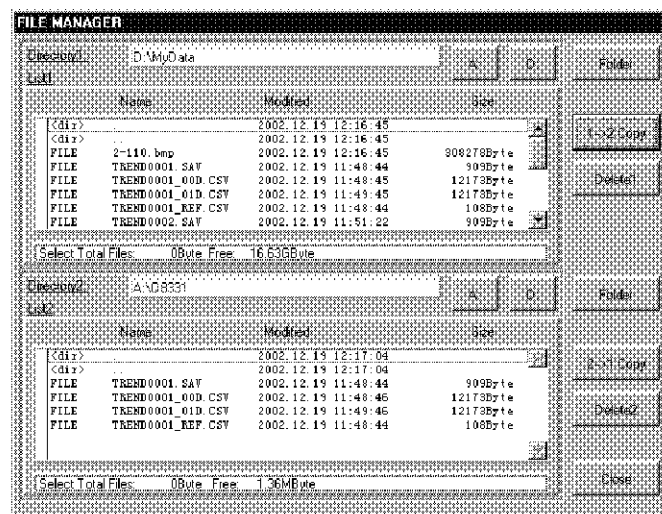 FILE MANAGER
Directory1: D:\MyData A: D: Folder
List1
Name Modified Size
<dir> . 2002.12.19 12:16:45
<dir> .. 2002.12.19 12:16:45
FILE 2-110.bmp 2002.12.19 12:16:45 308278Byte
FILE TREND0001.SAV 2002.12.19 11:48:44 909Byte
FILE TREND0001_00D.CSV 2002.12.19 11:48:45 12173Byte
FILE TREND0001_01D.CSV 2002.12.19 11:49:45 12173Byte
FILE TREND0001_REF.CSV 2002.12.19 11:48:44 108Byte
FILE TREND0002.SAV 2002.12.19 11:51:22 909Byte
1->2 Copy
Delete1
Select Total Files: 0Byte Free: 16.63GByte
Directory2: A:\D8331 A: D: Folder
List2
Name Modified Size
<dir> . 2002.12.19 12:17:04
<dir> .. 2002.12.19 12:17:04
FILE TREND0001.SAV 2002.12.19 11:48:44 909Byte
FILE TREND0001_00D.CSV 2002.12.19 11:48:46 12173Byte
FILE TREND0001_01D.CSV 2002.12.19 11:49:46 12173Byte
FILE TREND0001_REF.CSV 2002.12.19 11:48:44 108Byte
2->1 Copy
Delete2
Select Total Files: 0Byte Free: 1.36MByte
Close